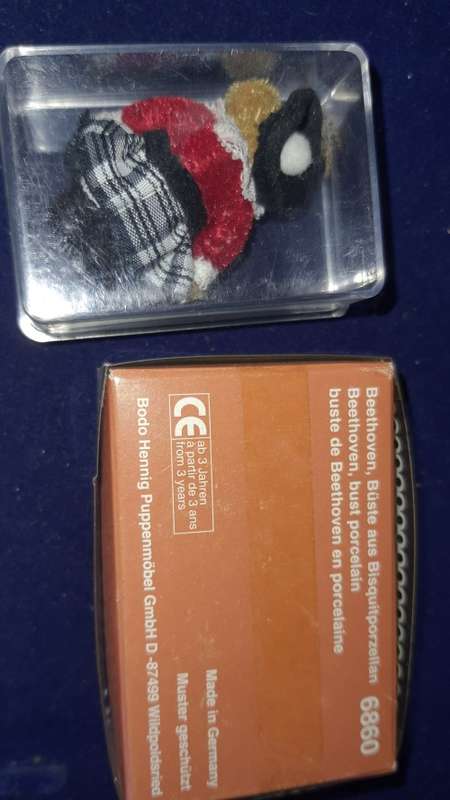 Beethoven, Büste aus Bisquitporzellan 6860
Beethoven, bust porcelain
buste de Beethoven en porcelaine
CE
ab 3 Jahren
à partir de 3 ans
from 3 years
Made in Germany
Muster geschützt
Bodo Hennig Puppenmöbel GmbH D-87499 Wildpoldsried